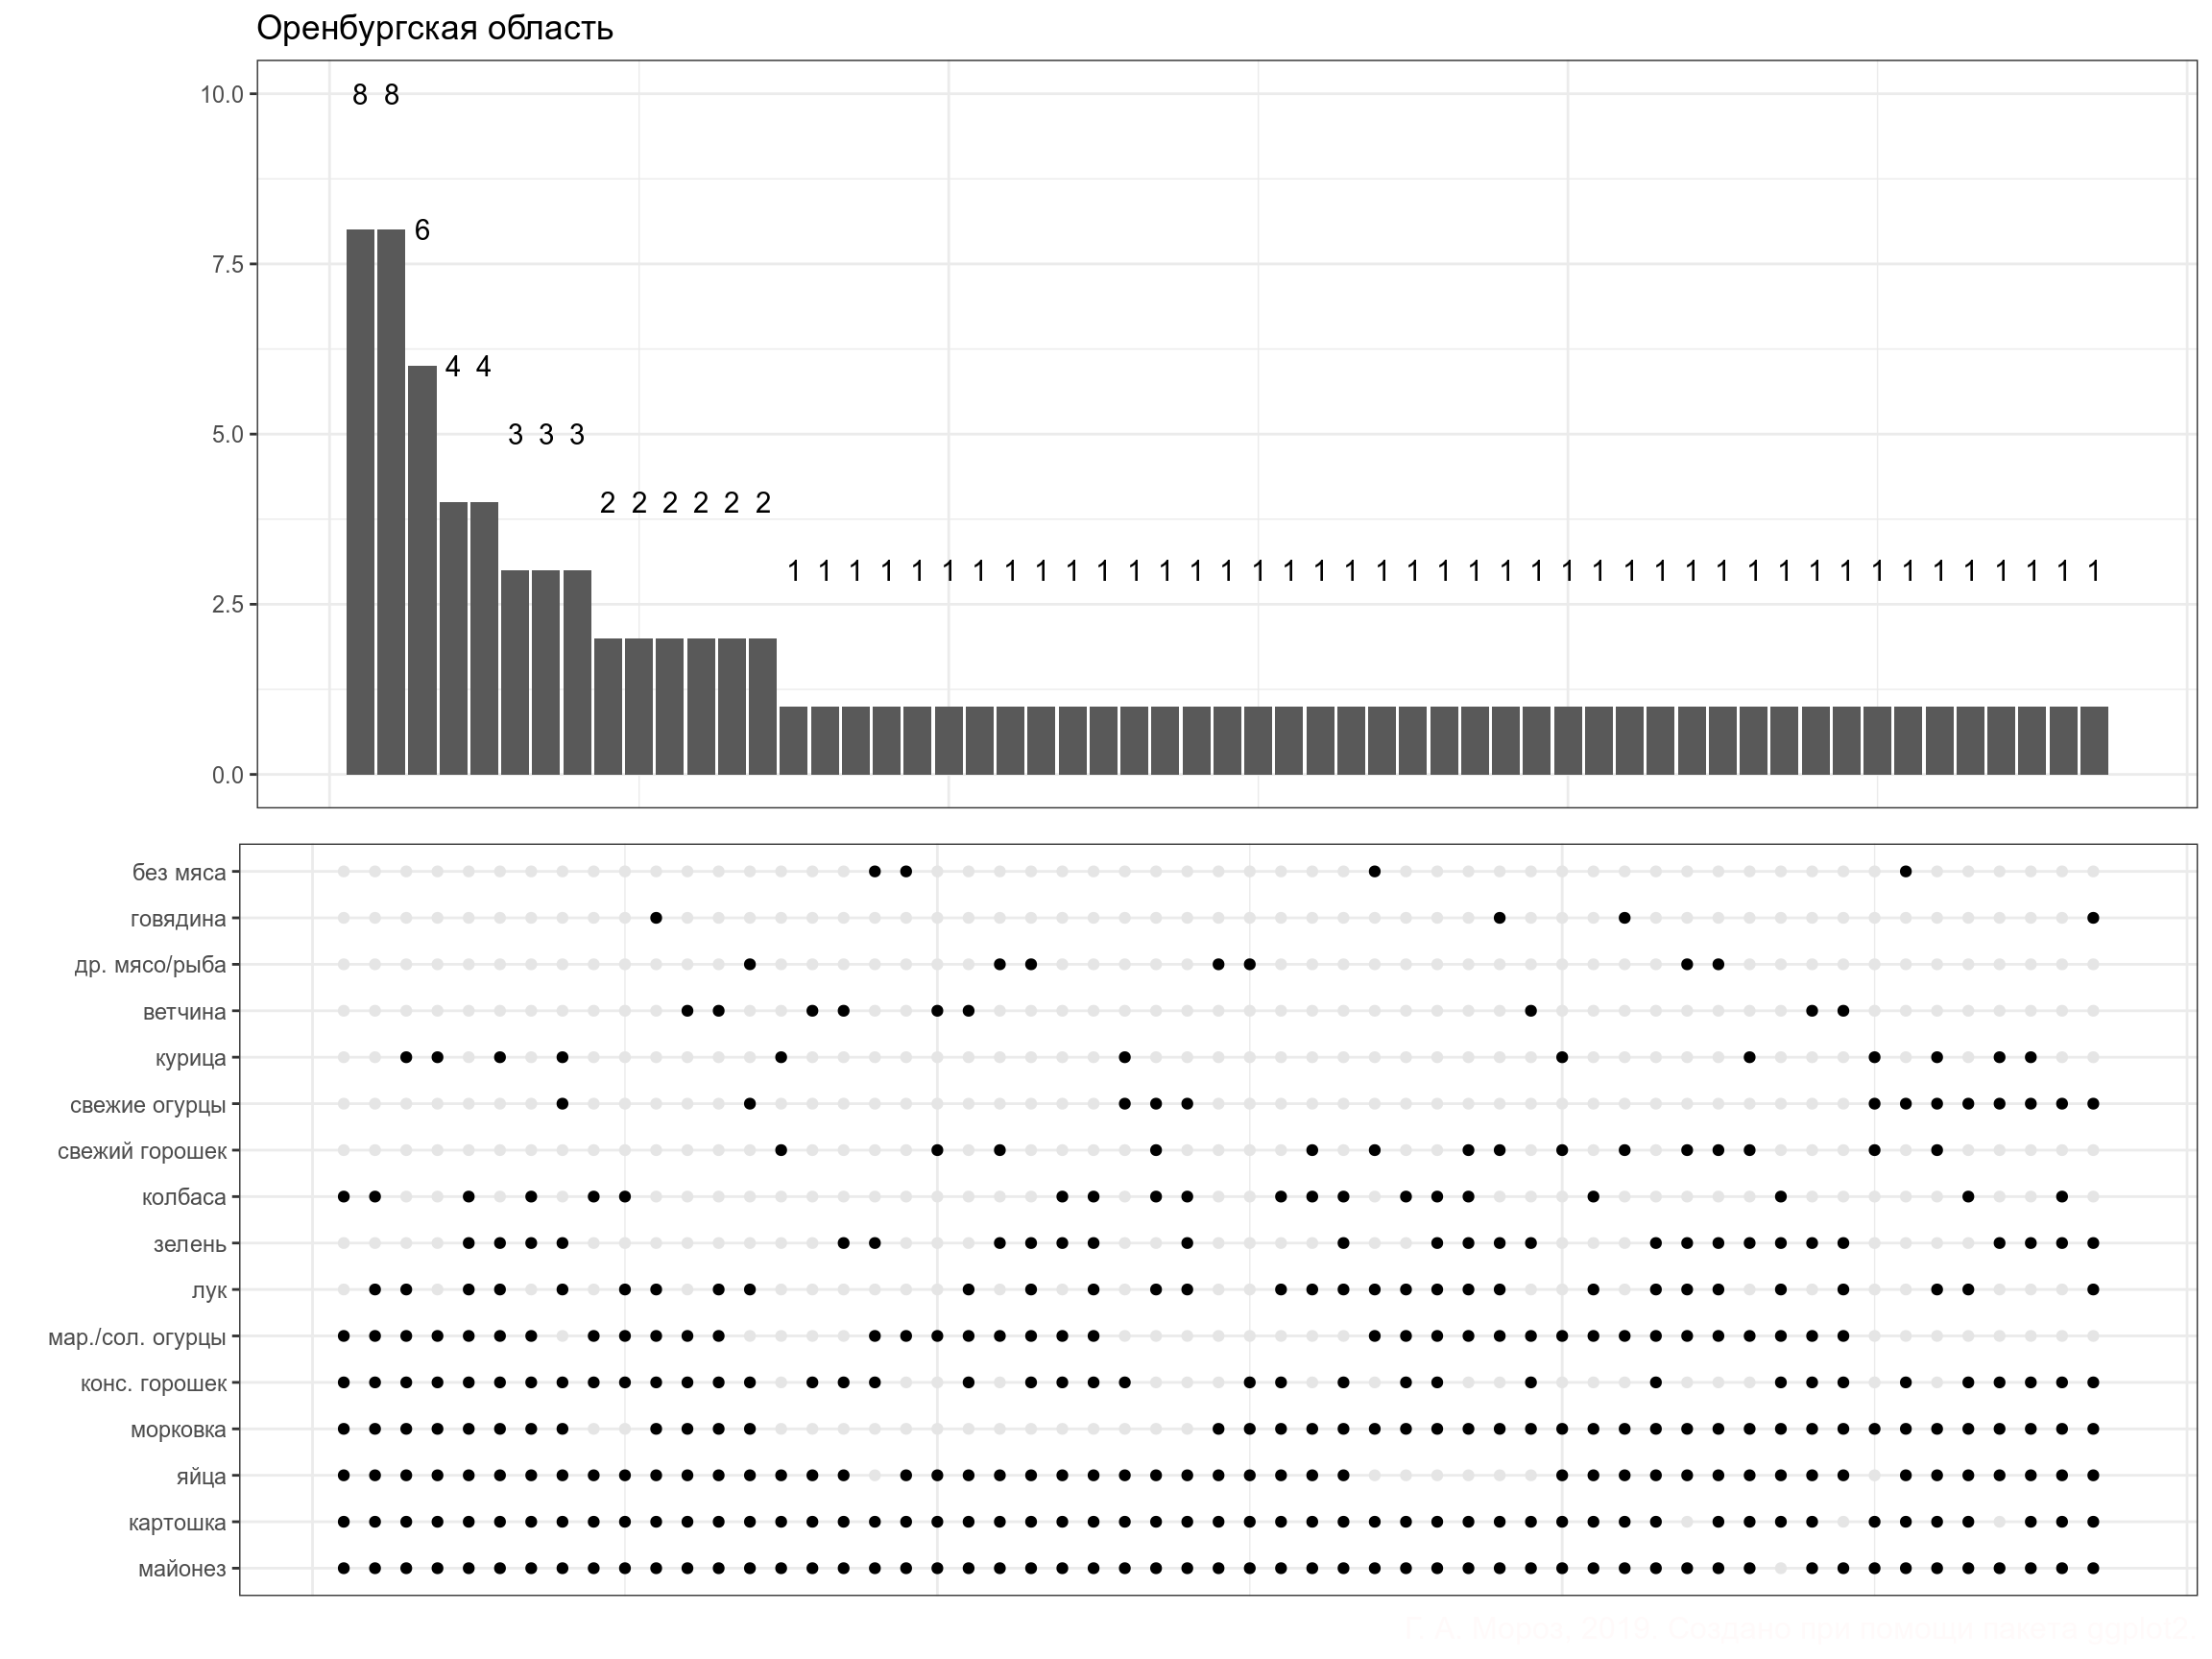 Оренбургская область
10.0 8 8
6
7.5
4 4
5.0 3 3 3
2 2 2 2 2 2
1 1 1 1 1 1 1 1 1 1 1 1 1 1 1 1 1 1 1 1 1 1 1 1 1 1 1 1 1 1 1 1 1 1 1 1 1 1 1 1 1 1 1
2.5
0.0
без мяса
говядина
др. мясо/рыба
ветчина
курица
свежие огурцы
свежий горошек
колбаса
зелень
лук
мар./сол. огурцы
конс. горошек
морковка
яйца
картошка
майонез
Г. А. Мороз, 2019. Создано при помощи пакета ggplot2.